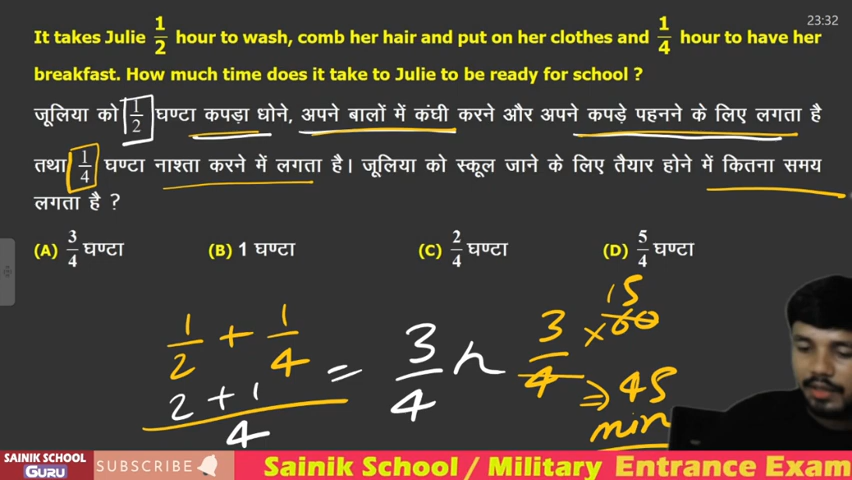 23:32
It takes Julie 1/2 hour to wash, comb her hair and put on her clothes and 1/4 hour to have her
breakfast. How much time does it take to Julie to be ready for school ?
जूलिया को 1/2 घण्टा कपड़ा धोने, अपने बालों में कंघी करने और अपने कपड़े पहनने के लिए लगता है
तथा 1/4 घण्टा नाश्ता करने में लगता है। जूलिया को स्कूल जाने के लिए तैयार होने में कितना समय
लगता है ?
(A) 3/4 घण्टा (B) 1 घण्टा (C) 2/4 घण्टा (D) 5/4 घण्टा
1/2 + 1/4
2 + 1
4
= 3/4 h
3/4 × 60
15
⇒ 45
min
SAINIK SCHOOL
GURU
SUBSCRIBE
Sainik School / Military Entrance Exam